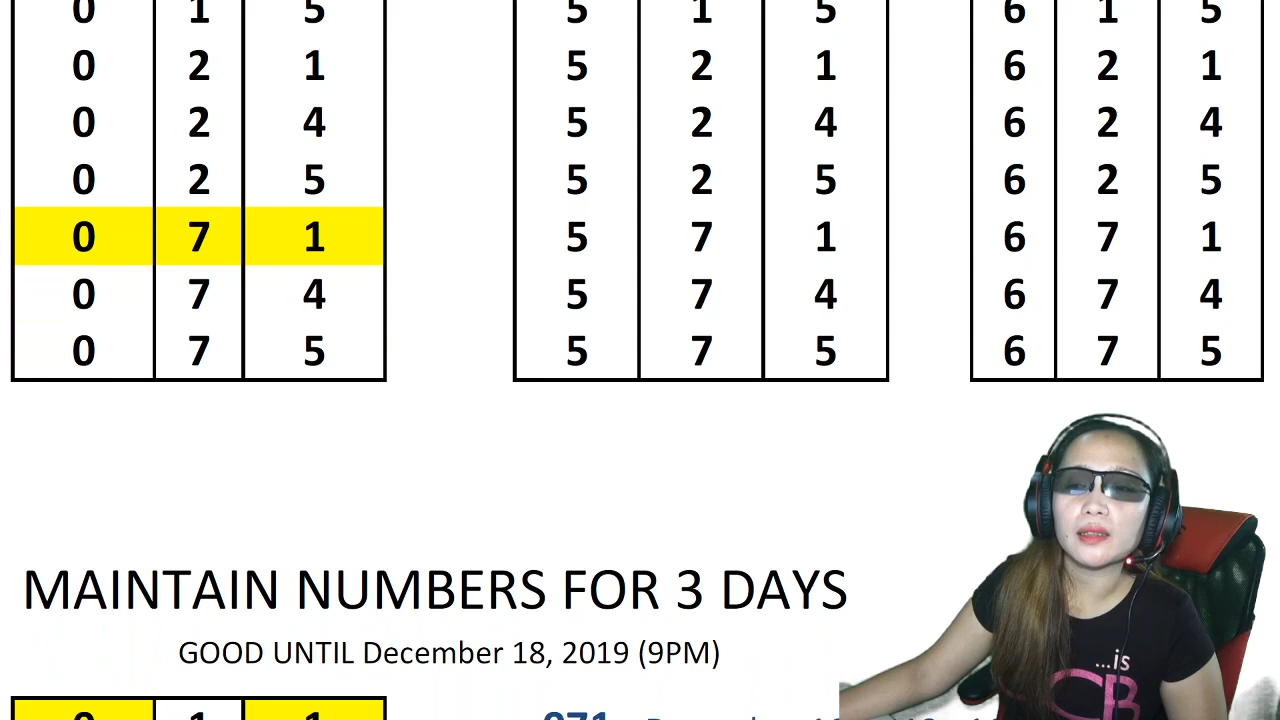 0 1 5 5 1 5 6 1 5
0 2 1 5 2 1 6 2 1
0 2 4 5 2 4 6 2 4
0 2 5 5 2 5 6 2 5
0 7 1 5 7 1 6 7 1
0 7 4 5 7 4 6 7 4
0 7 5 5 7 5 6 7 5
MAINTAIN NUMBERS FOR 3 DAYS
GOOD UNTIL December 18, 2019 (9PM)
...is